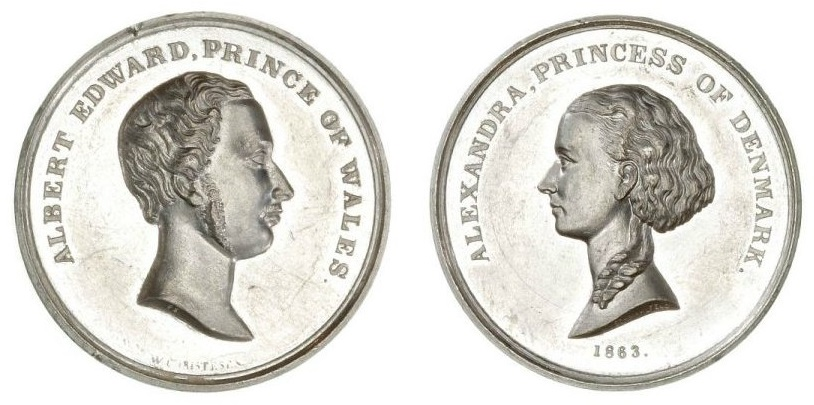 ALBERT EDWARD, PRINCE OF WALES.
ALEXANDRA, PRINCESS OF DENMARK.
1863.